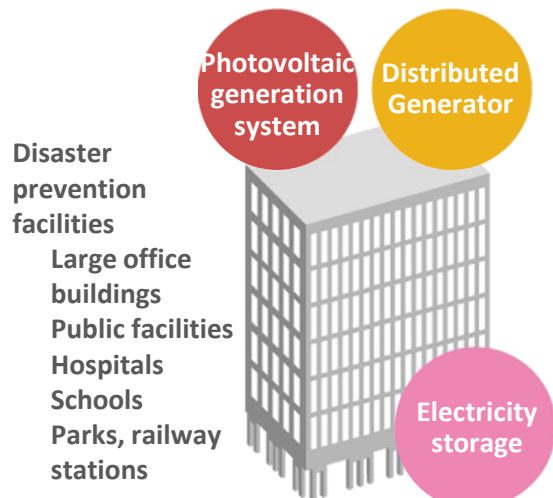 Photovoltaic
generation
system
Distributed
Generator
Disaster
prevention
facilities
Large office
buildings
Public facilities
Hospitals
Schools
Parks, railway
stations
Electricity
storage